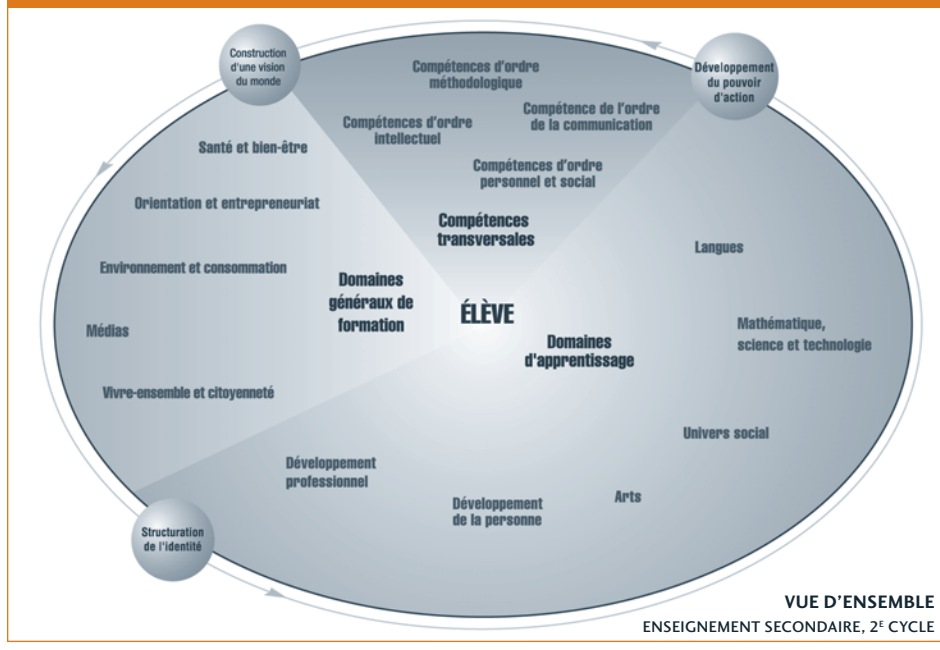 Construction
d'une vision
du monde
Développement
du pouvoir
d'action
Compétences d'ordre
méthodologique
Compétence de l'ordre
de la communication
Compétences d'ordre
intellectuel
Compétences d'ordre
personnel et social
Compétences
transversales
Santé et bien-être
Orientation et entrepreneuriat
Environnement et consommation
Médias
Vivre-ensemble et citoyenneté
Domaines
généraux de
formation
ÉLÈVE
Domaines
d'apprentissage
Langues
Mathématique,
science et technologie
Univers social
Arts
Développement
de la personne
Développement
professionnel
Structuration
de l'identité
VUE D'ENSEMBLE
ENSEIGNEMENT SECONDAIRE, 2E CYCLE